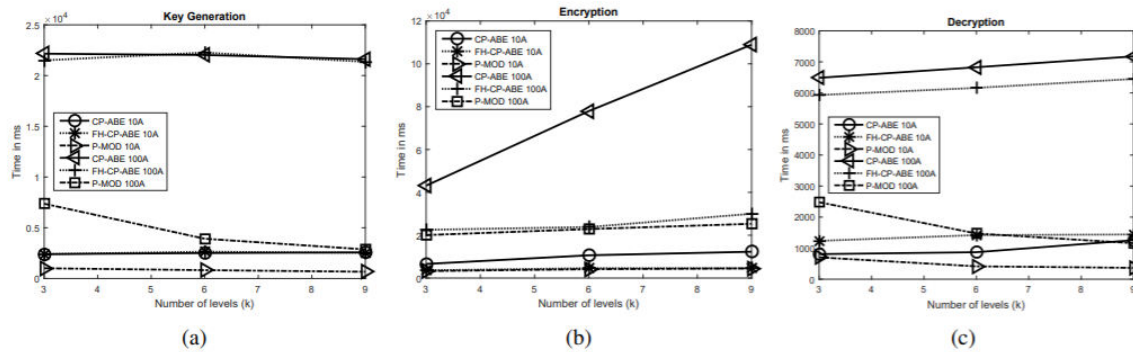 Key Generation
×10⁴
2.5
2
1.5
1
0.5
0
Time in ms
CP-ABE 10A
FH-CP-ABE 10A
P-MOD 10A
CP-ABE 100A
FH-CP-ABE 100A
P-MOD 100A
3 4 5 6 7 8 9
Number of levels (k)
(a)
Encryption
×10⁴
12
10
8
6
4
2
0
Time in ms
CP-ABE 10A
FH-CP-ABE 10A
P-MOD 10A
CP-ABE 100A
FH-CP-ABE 100A
P-MOD 100A
3 4 5 6 7 8 9
Number of levels (k)
(b)
Decryption
8000
7000
6000
5000
4000
3000
2000
1000
0
Time in ms
CP-ABE 10A
FH-CP-ABE 10A
P-MOD 10A
CP-ABE 100A
FH-CP-ABE 100A
P-MOD 100A
3 4 5 6 7 8 9
Number of levels (k)
(c)